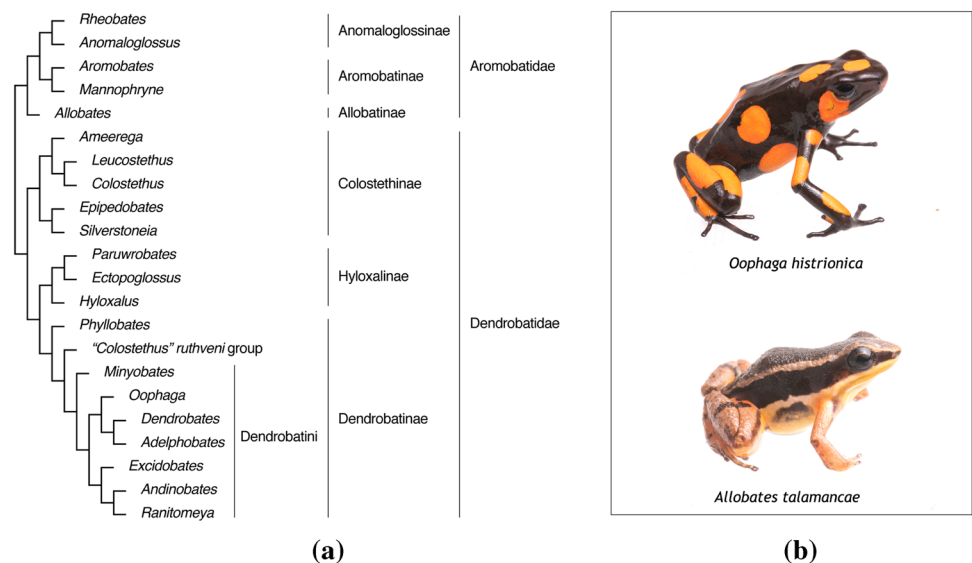 Rheobates
Anomaloglossus
Anomaloglossinae
Aromobates
Mannophryne
Aromobatinae
Aromobatidae
Allobates
Allobatinae
Ameerega
Leucostethus
Colostethus
Colostethinae
Epipedobates
Silverstoneia
Paruwrobates
Ectopoglossus
Hyloxalinae
Hyloxalus
Phyllobates
Dendrobatidae
“Colostethus” ruthveni group
Minyobates
Oophaga
Dendrobates
Adelphobates
Dendrobatini
Dendrobatinae
Excidobates
Andinobates
Ranitomeya
(a)
Oophaga histrionica
Allobates talamancae
(b)